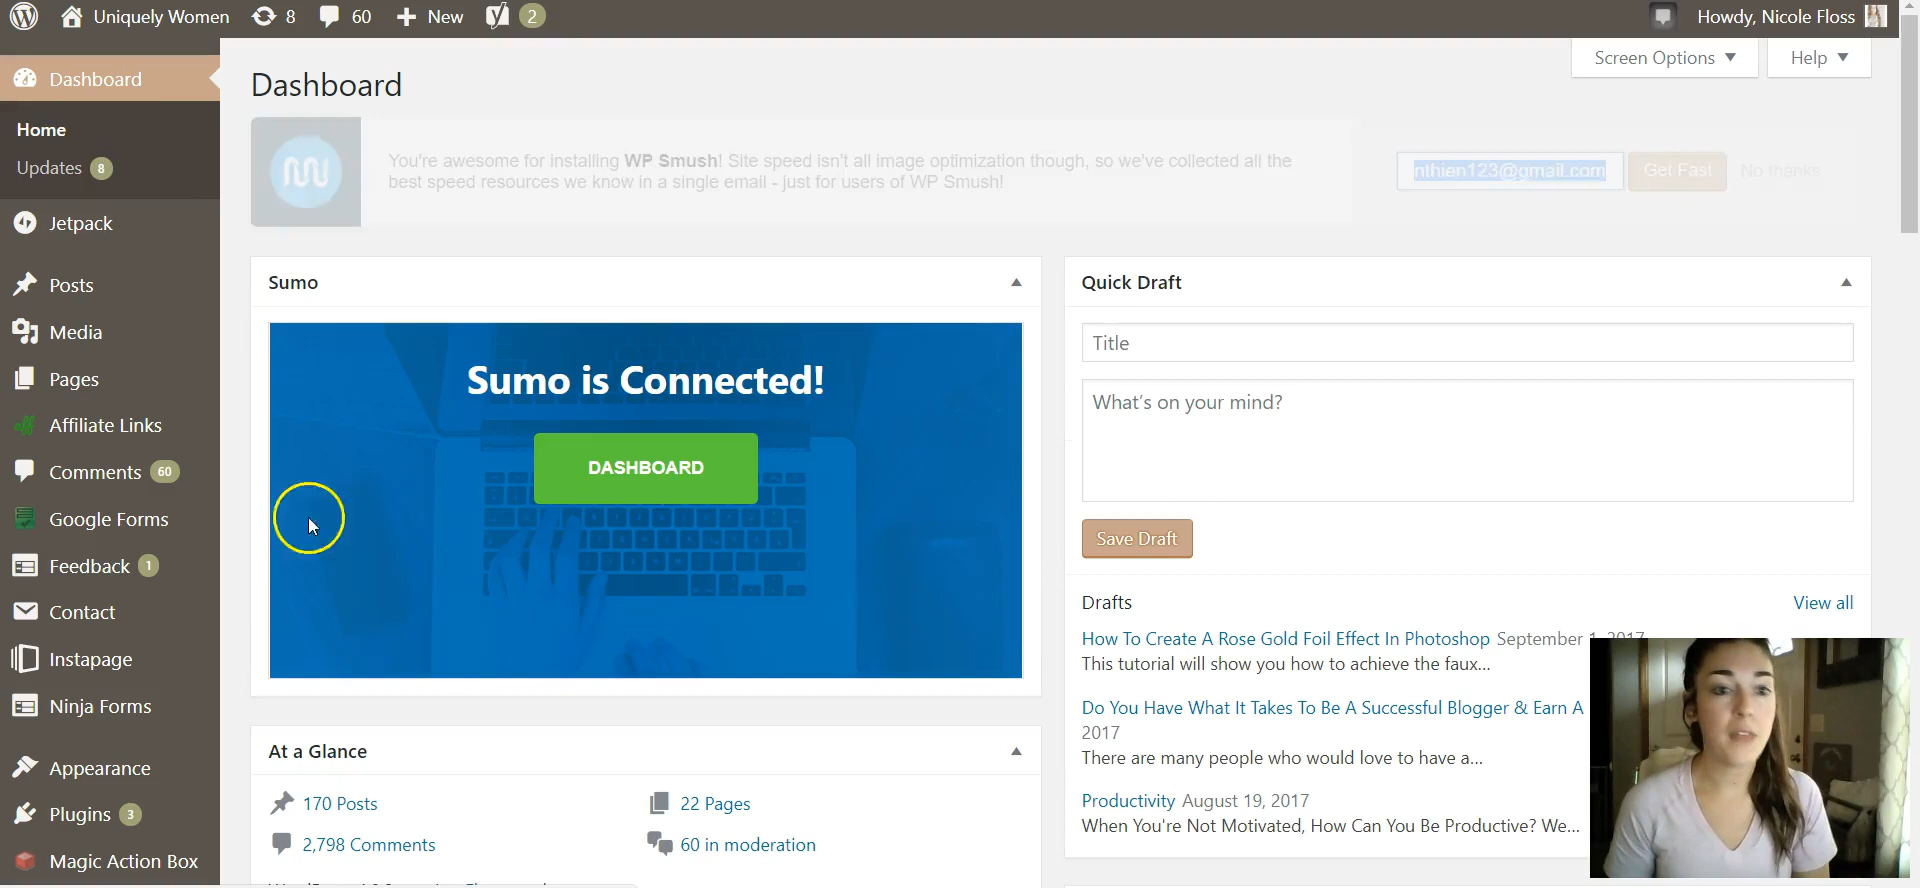 Uniquely Women
8
60
New
2
Howdy, Nicole Floss
Screen Options
Help
Dashboard
Home
Updates 8
Jetpack
Posts
Media
Pages
Affiliate Links
Comments 60
Google Forms
Feedback 1
Contact
Instapage
Ninja Forms
Appearance
Plugins 3
Magic Action Box
Dashboard
You're awesome for installing WP Smush! Site speed isn't all image optimization though, so we've collected all the
best speed resources we know in a single email - just for users of WP Smush!
nthien123@gmail.com
Get Fast
No thanks
Sumo
Sumo is Connected!
DASHBOARD
At a Glance
170 Posts
22 Pages
2,798 Comments
60 in moderation
Quick Draft
Title
What's on your mind?
Save Draft
Drafts
View all
How To Create A Rose Gold Foil Effect In Photoshop September 1, 2017
This tutorial will show you how to achieve the faux...
Do You Have What It Takes To Be A Successful Blogger & Earn A
2017
There are many people who would love to have a...
Productivity August 19, 2017
When You're Not Motivated, How Can You Be Productive? We...